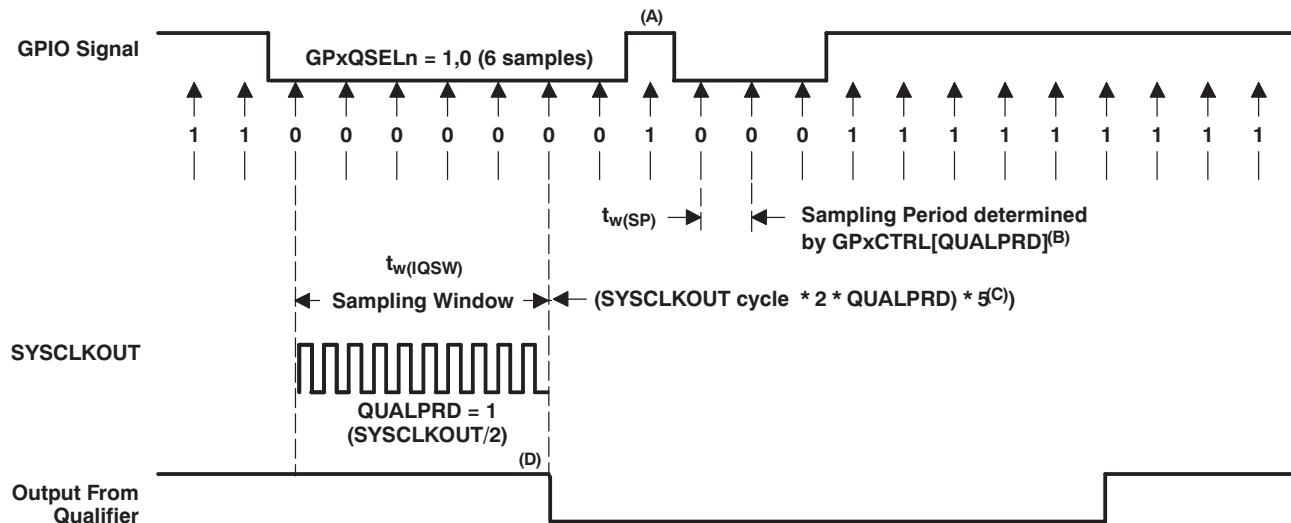 (A)
GPIO Signal
GPxQSELn = 1,0 (6 samples)
1 1 0 0 0 0 0 0 0 1 0 0 0 1 1 1 1 1 1 1 1 1
tw(SP)
Sampling Period determined
by GPxCTRL[QUALPRD](B)
tw(IQSW)
Sampling Window
(SYSCLKOUT cycle * 2 * QUALPRD) * 5(C))
SYSCLKOUT
QUALPRD = 1
(SYSCLKOUT/2)
(D)
Output From
Qualifier